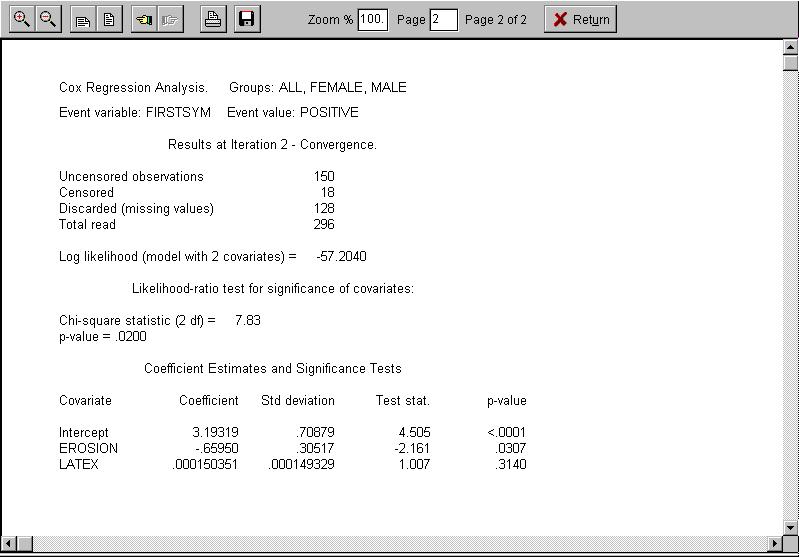 Zoom % 100. Page 2 Page 2 of 2 Return
Cox Regression Analysis. Groups: ALL, FEMALE, MALE
Event variable: FIRSTSYM Event value: POSITIVE
Results at Iteration 2 - Convergence.
Uncensored observations 150
Censored 18
Discarded (missing values) 128
Total read 296
Log likelihood (model with 2 covariates) = -57.2040
Likelihood-ratio test for significance of covariates:
Chi-square statistic (2 df) = 7.83
p-value = .0200
Coefficient Estimates and Significance Tests
Covariate Coefficient Std deviation Test stat. p-value
Intercept 3.19319 .70879 4.505 <.0001
EROSION -.65950 .30517 -2.161 .0307
LATEX .000150351 .000149329 1.007 .3140